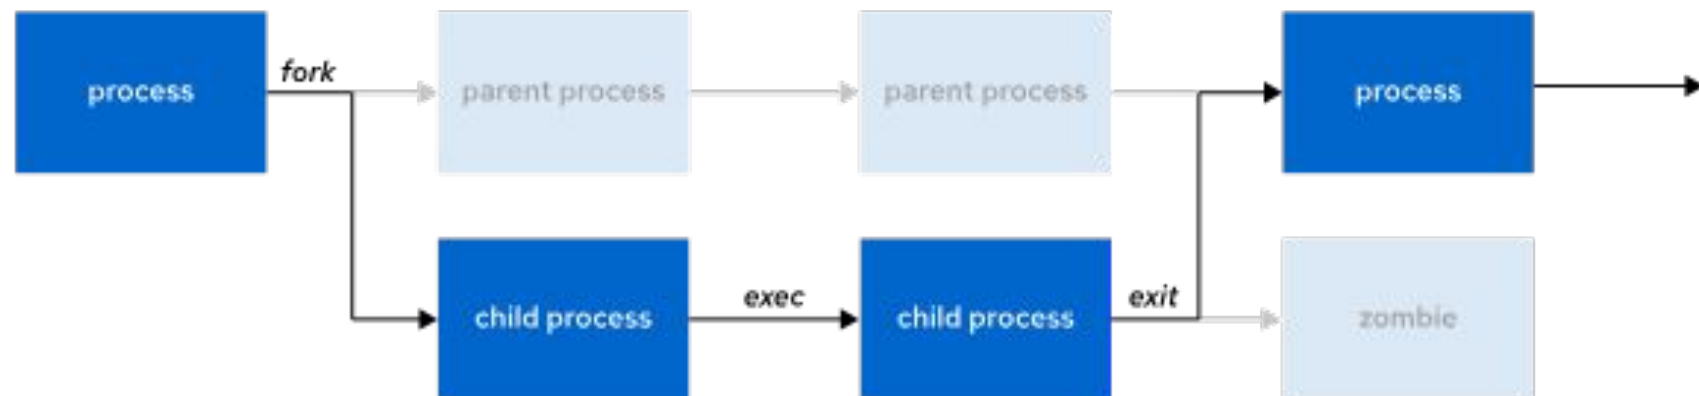 process
fork
parent process
parent process
process
child process
exec
child process
exit
zombie